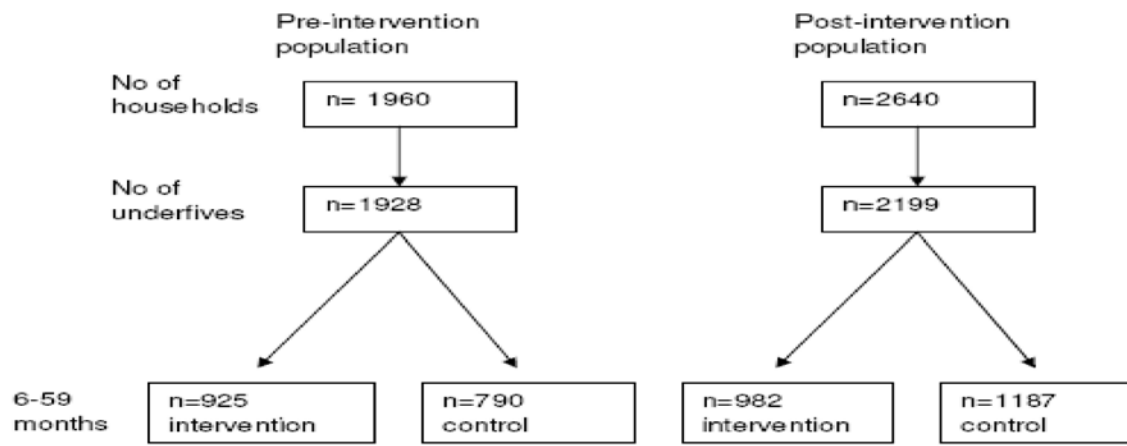 Pre-intervention
population
Post-intervention
population
No of
households
n= 1960
n=2640
No of
underfives
n=1928
n=2199
6-59
months
n=925
intervention
n=790
control
n=982
intervention
n=1187
control